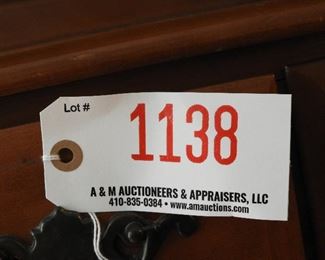 Lot #
1138
A & M AUCTIONEERS & APPRAISERS, LLC
410-835-0384 • www.amauctions.com